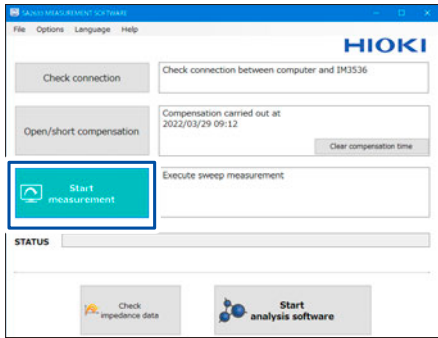 SA2633 MEASUREMENT SOFTWARE
File Options Language Help
HIOKI
Check connection
Check connection between computer and IM3536
Open/short compensation
Compensation carried out at
2022/03/29 09:12
Clear compensation time
Start
measurement
Execute sweep measurement
STATUS
Check
impedance data
Start
analysis software